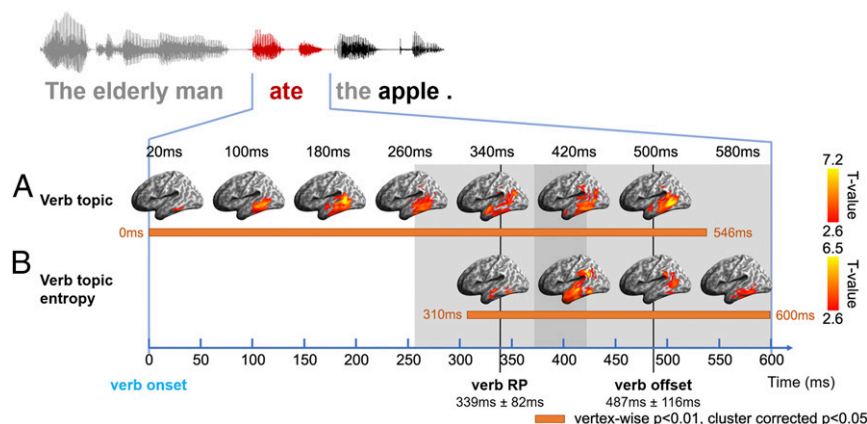 The elderly man ate the apple .
20ms 100ms 180ms 260ms 340ms 420ms 500ms 580ms
A Verb topic
0ms 546ms
7.2
T-value
2.6
B Verb topic
entropy
310ms 600ms
6.5
T-value
2.6
0 50 100 150 200 250 300 350 400 450 500 550 600
verb onset verb RP verb offset Time (ms)
339ms ± 82ms 487ms ± 116ms
vertex-wise p<0.01, cluster corrected p<0.05